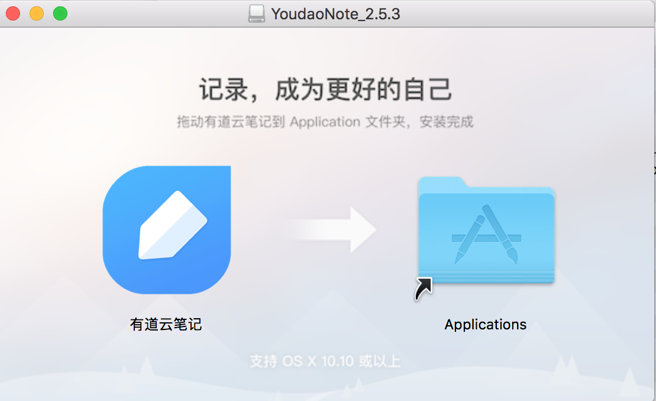 YoudaoNote_2.5.3
记录，成为更好的自己
拖动有道云笔记到 Application 文件夹，安装完成
有道云笔记
Applications
支持 OS X 10.10 或以上